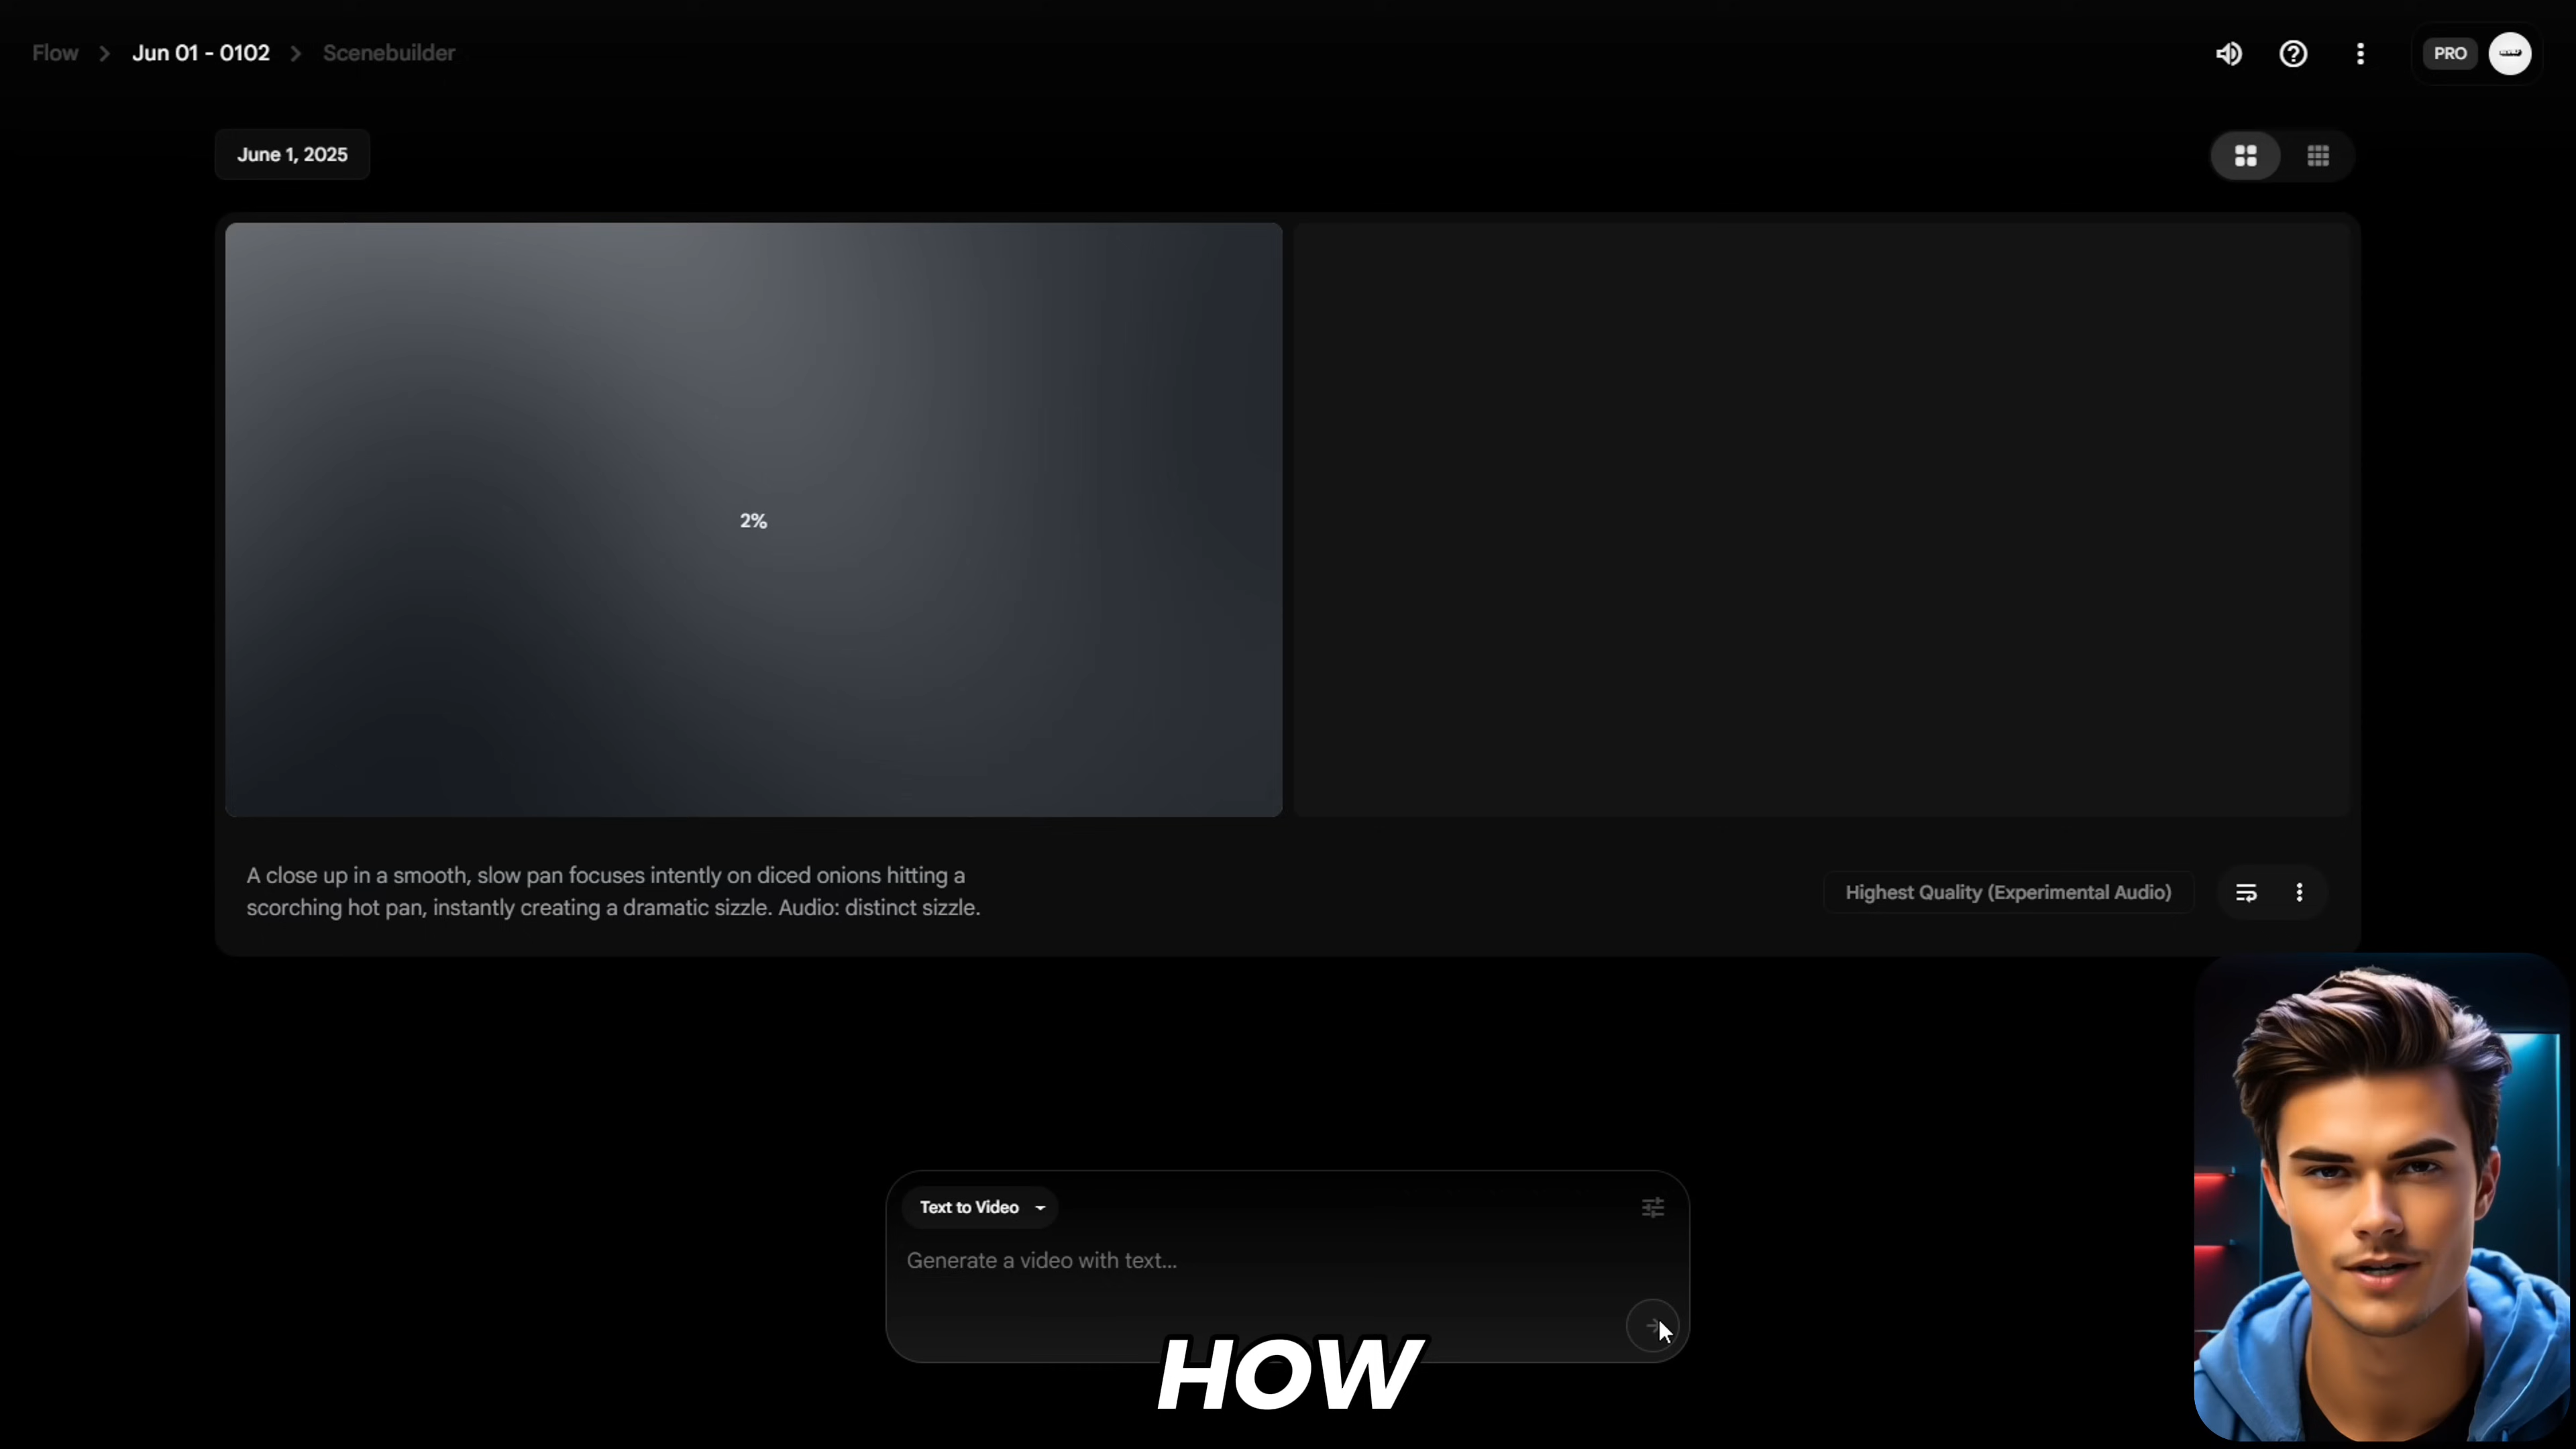 Flow > Jun 01 - 0102 > Scenebuilder
PRO
June 1, 2025
2%
A close up in a smooth, slow pan focuses intently on diced onions hitting a
scorching hot pan, instantly creating a dramatic sizzle. Audio: distinct sizzle.
Highest Quality (Experimental Audio)
Text to Video
Generate a video with text...
HOW